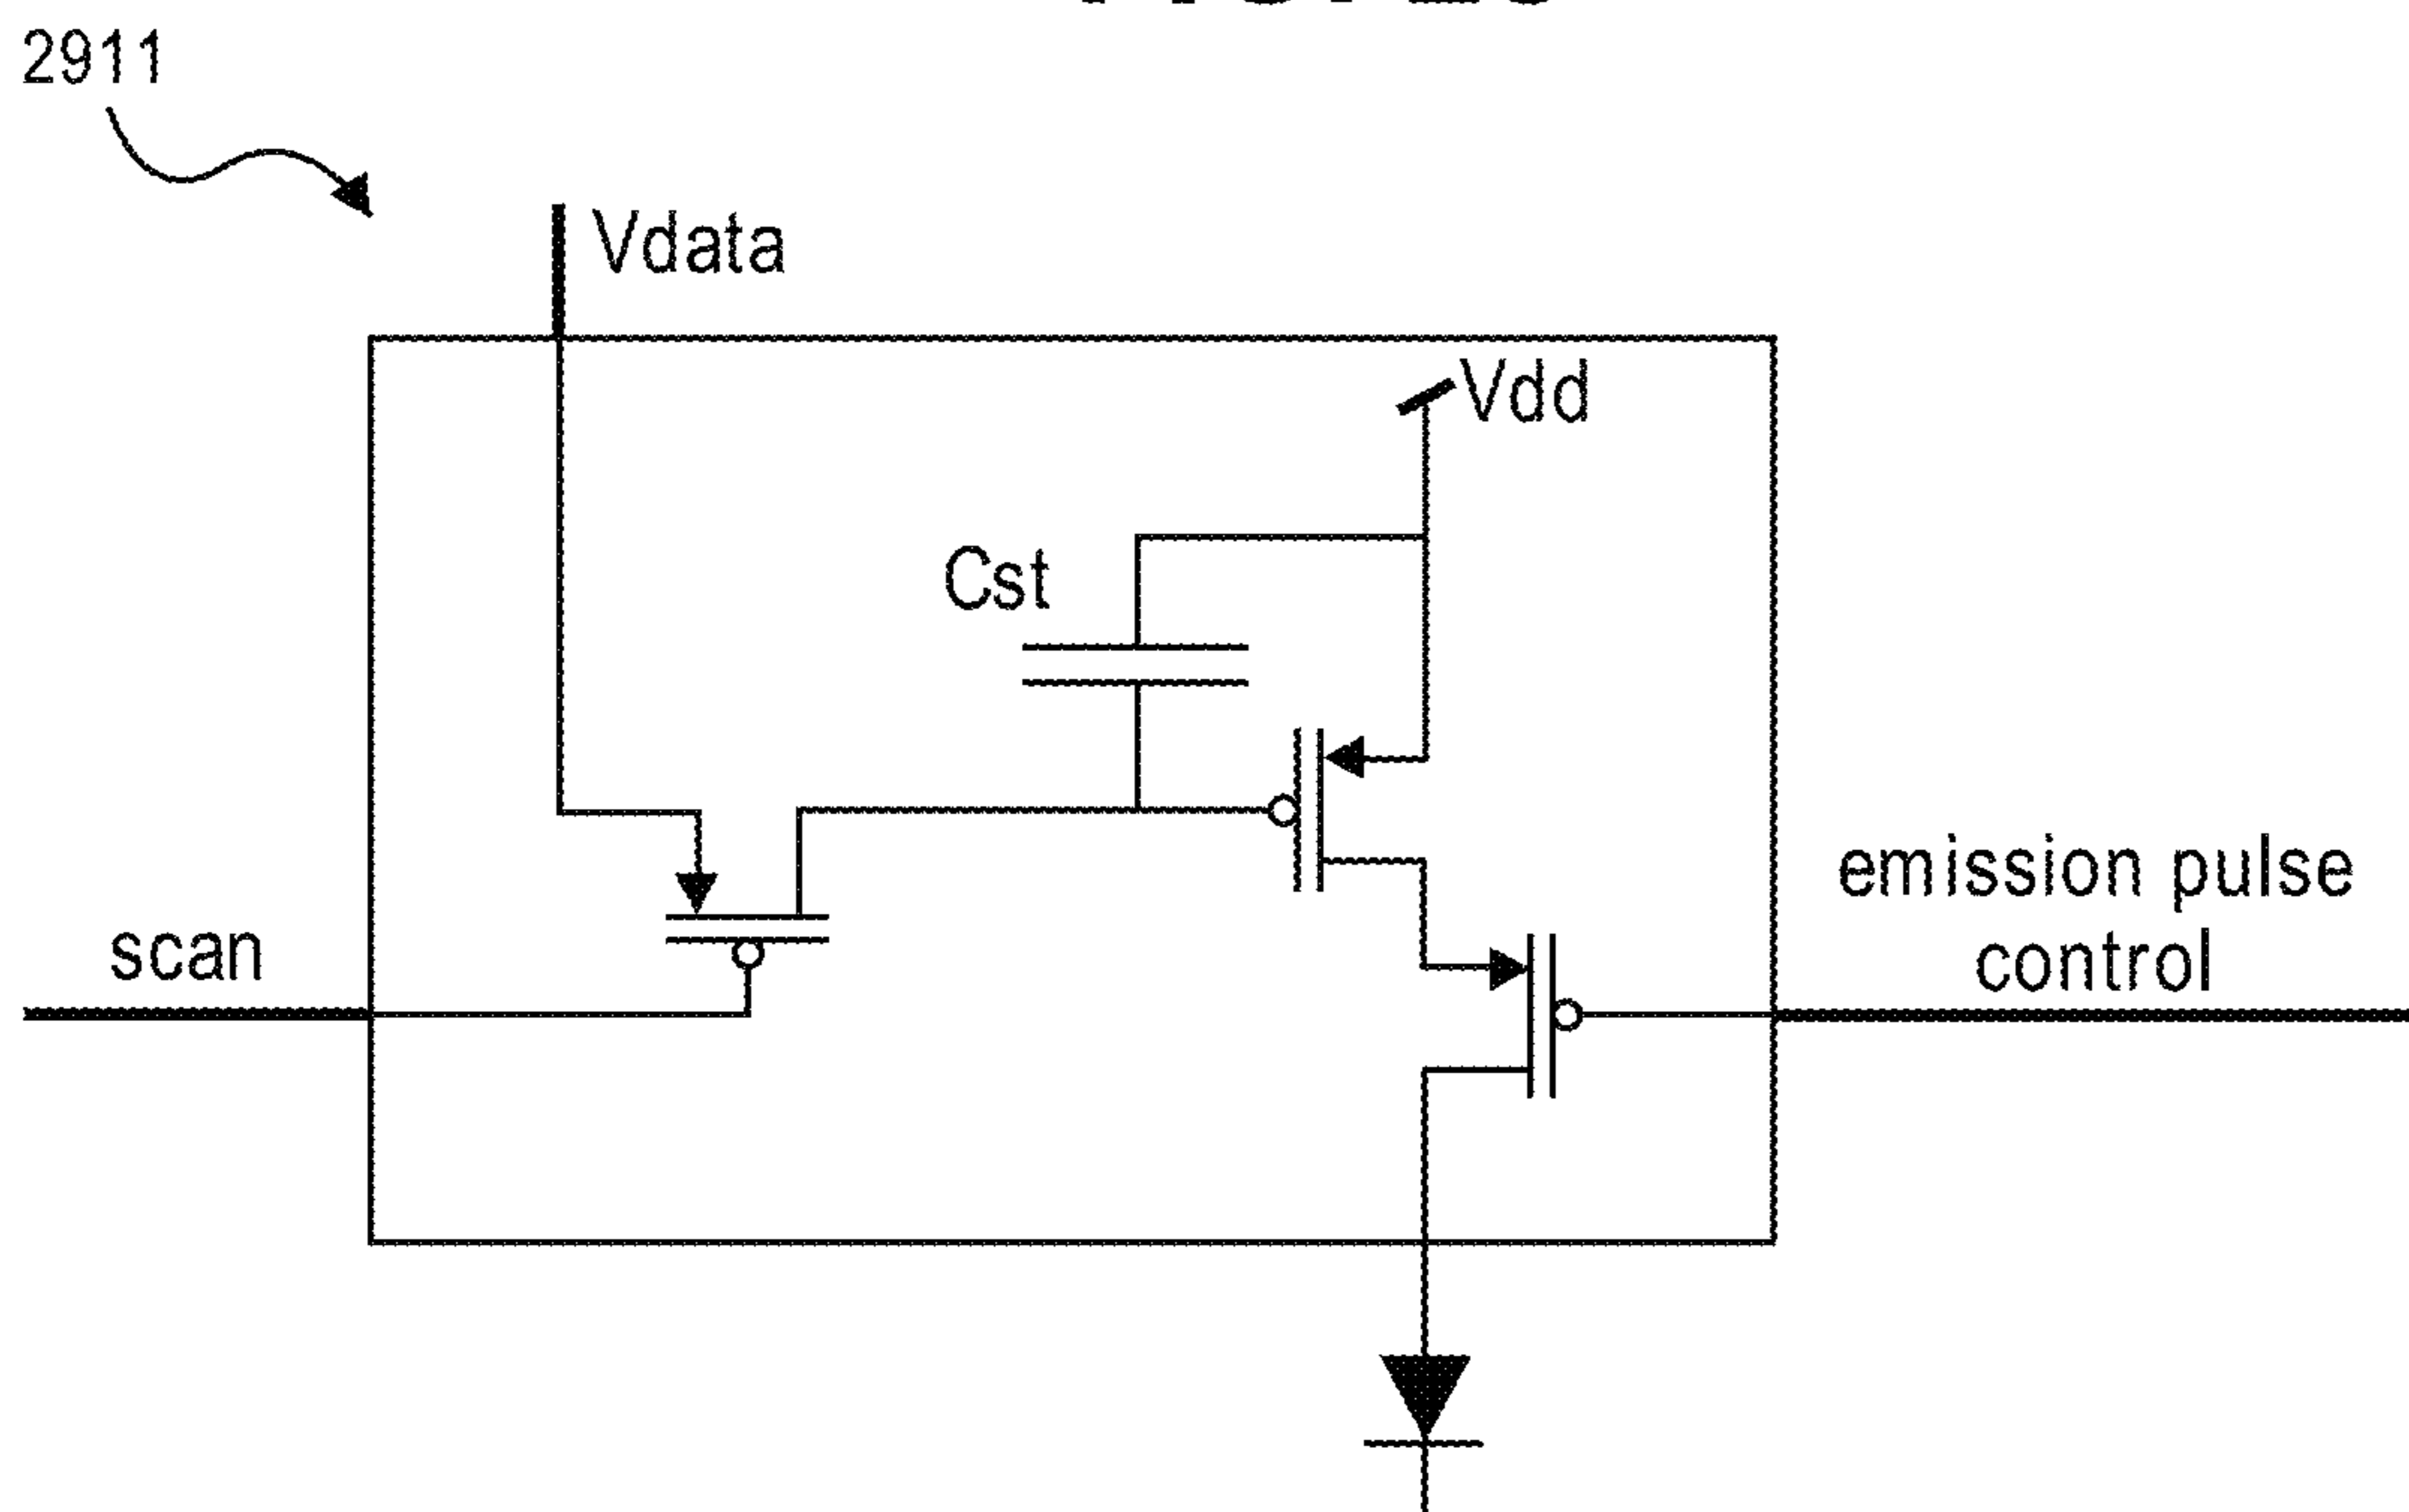 2911
Vdata
Vdd
Cst
emission pulse
control
scan